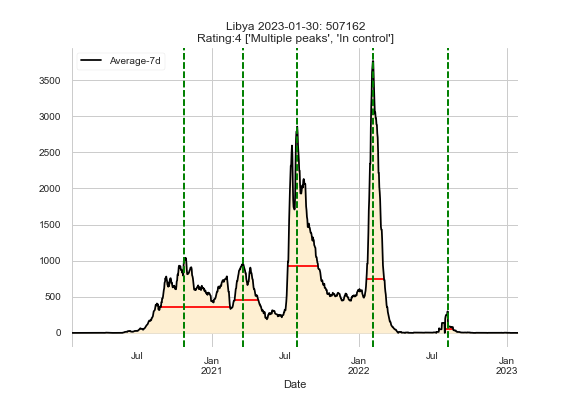 Libya 2023-01-30: 507162
Rating:4 ['Multiple peaks', 'In control']
Average-7d
3500
3000
2500
2000
1500
1000
500
0
Jul
Jan
2021
Jul
Jan
2022
Jul
Jan
2023
Date